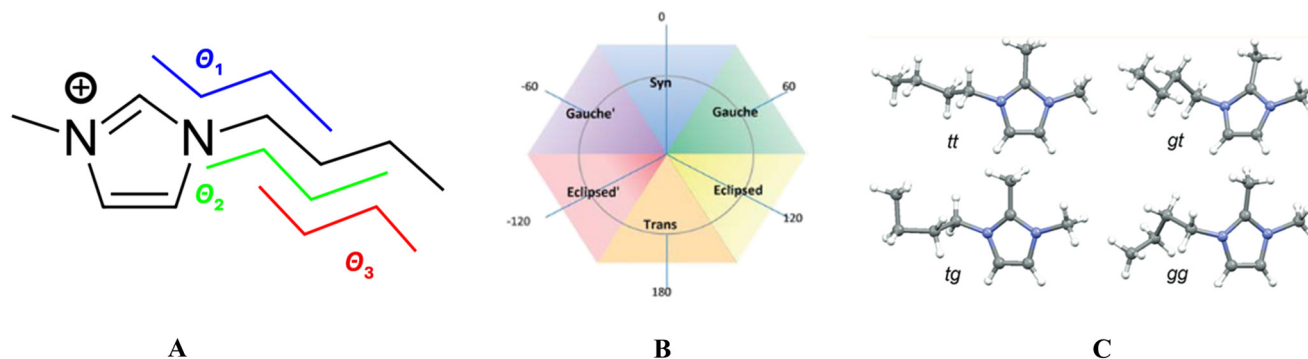 Θ1
⊕
N
N
Θ2
Θ3
A
0
-60
60
Syn
Gauche'
Gauche
Eclipsed'
Eclipsed
-120
120
Trans
180
B
tt
gt
tg
gg
C